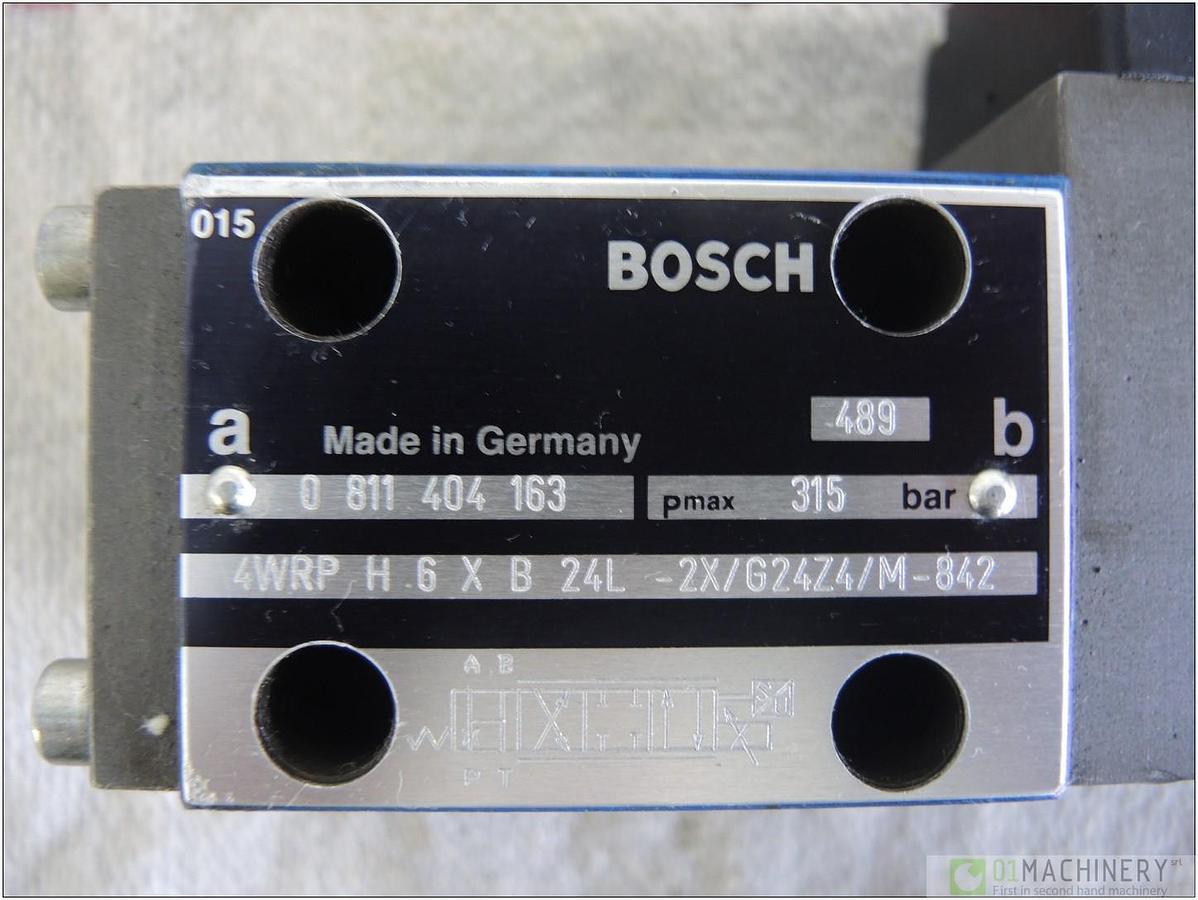 015
BOSCH
489
a
Made in Germany
b
0 811 404 163
pmax 315 bar
4WRP H 6 X B 24L -2X/G24Z4/M-842
A B
S U
P T
01MACHINERY srl
First in second hand machinery